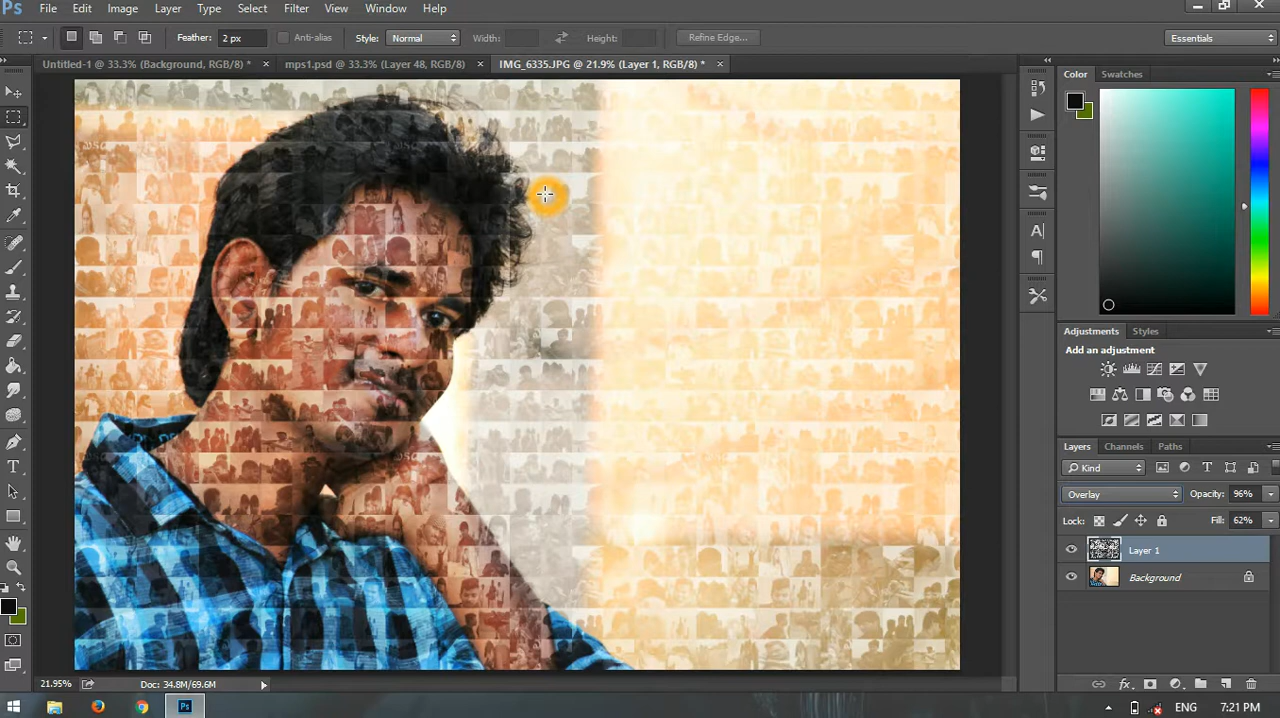 Ps File Edit Image Layer Type Select Filter View Window Help
Feather: 2 px Anti-alias Style: Normal Width: Height: Refine Edge... Essentials
Untitled-1 @ 33.3% (Background, RGB/8) * × mps1.psd @ 33.3% (Layer 48, RGB/8) × IMG_6335.JPG @ 21.9% (Layer 1, RGB/8) * ×
Color Swatches
Adjustments Styles
Add an adjustment
Layers Channels Paths
Kind
Overlay Opacity: 96%
Lock: Fill: 62%
Layer 1
Background
21.95% Doc: 34.8M/69.6M
Ps ENG 7:21 PM